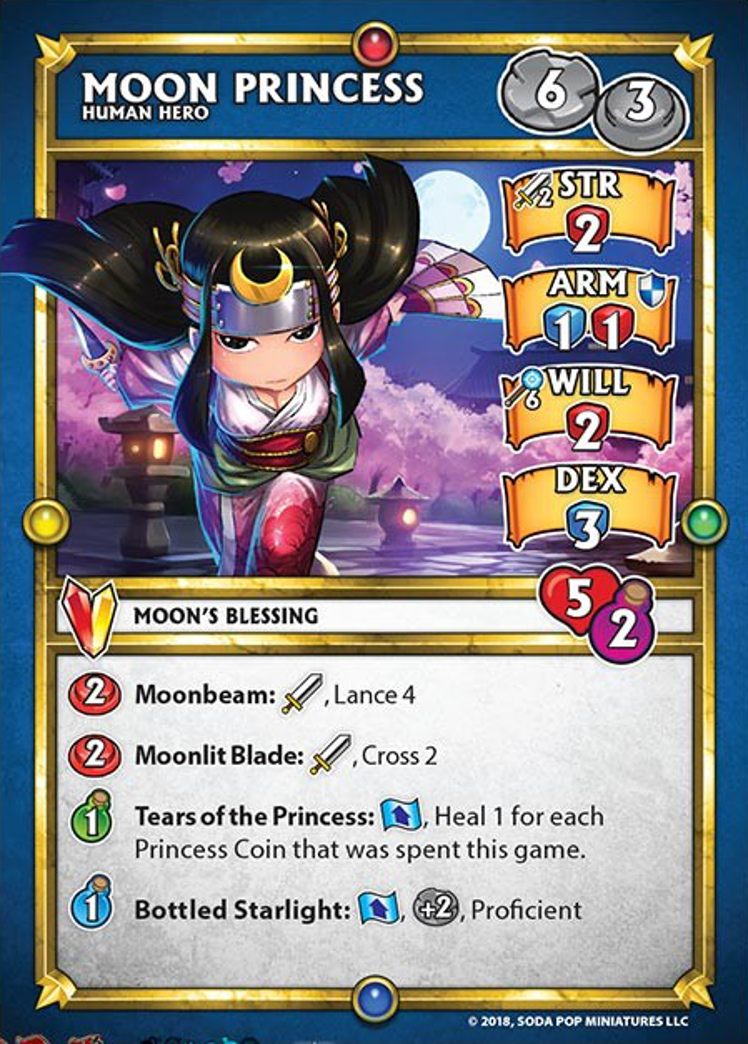 MOON PRINCESS
HUMAN HERO
6
3
2 STR
2
ARM
1 1
6 WILL
2
DEX
3
MOON'S BLESSING
5
2
2 Moonbeam: , Lance 4
2 Moonlit Blade: , Cross 2
1 Tears of the Princess: , Heal 1 for each
Princess Coin that was spent this game.
1 Bottled Starlight: , +2, Proficient
© 2018, SODA POP MINIATURES LLC